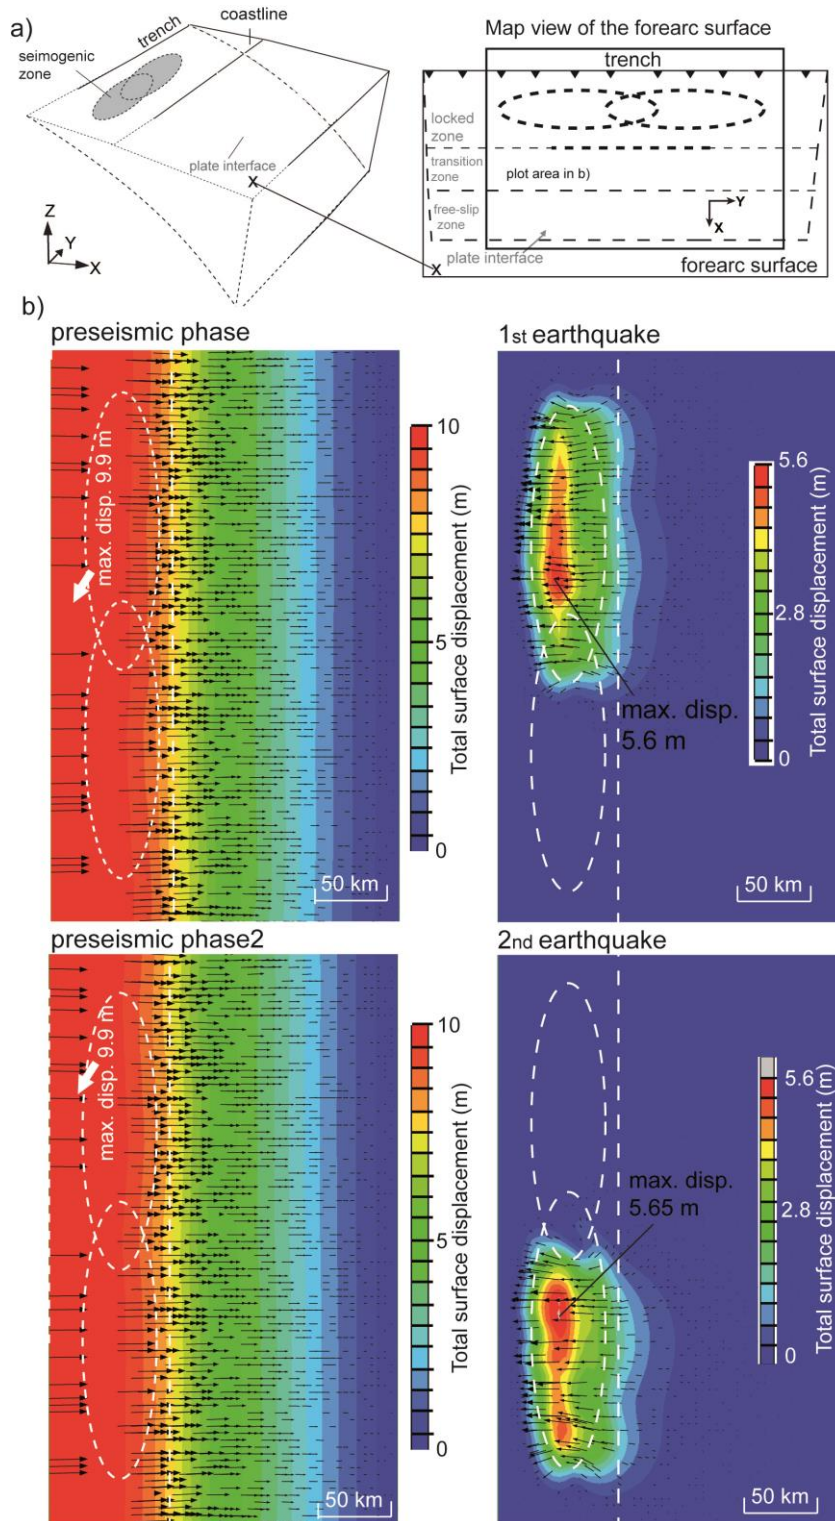 a)
trench
coastline
seimogenic
zone
plate interface
X
Z
Y
X
Map view of the forearc surface
trench
locked
zone
transition
zone
plot area in b)
free-slip
zone
Y
X
plate interface
X
forearc surface
b)
preseismic phase
max. disp. 9.9 m
50 km
10
5
0
Total surface displacement (m)
1st earthquake
max. disp.
5.6 m
50 km
5.6
2.8
0
Total surface displacement (m)
preseismic phase2
max. disp. 9.9 m
50 km
10
5
0
Total surface displacement (m)
2nd earthquake
max. disp.
5.65 m
50 km
5.6
2.8
0
Total surface displacement (m)